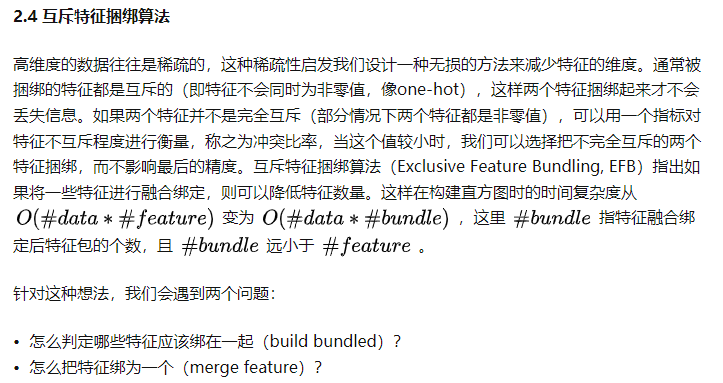 2.4 互斥特征捆绑算法
高维度的数据往往是稀疏的，这种稀疏性启发我们设计一种无损的方法来减少特征的维度。通常被
捆绑的特征都是互斥的（即特征不会同时为非零值，像one-hot），这样两个特征捆绑起来才不会
丢失信息。如果两个特征并不是完全互斥（部分情况下两个特征都是非零值），可以用一个指标对
特征不互斥程度进行衡量，称之为冲突比率，当这个值较小时，我们可以选择把不完全互斥的两个
特征捆绑，而不影响最后的精度。互斥特征捆绑算法（Exclusive Feature Bundling, EFB）指出如
果将一些特征进行融合绑定，则可以降低特征数量。这样在构建直方图时的时间复杂度从
O(#data * #feature) 变为 O(#data * #bundle) ，这里 #bundle 指特征融合绑
定后特征包的个数，且 #bundle 远小于 #feature 。
针对这种想法，我们会遇到两个问题：
• 怎么判定哪些特征应该绑在一起（build bundled）？
• 怎么把特征绑为一个（merge feature）？